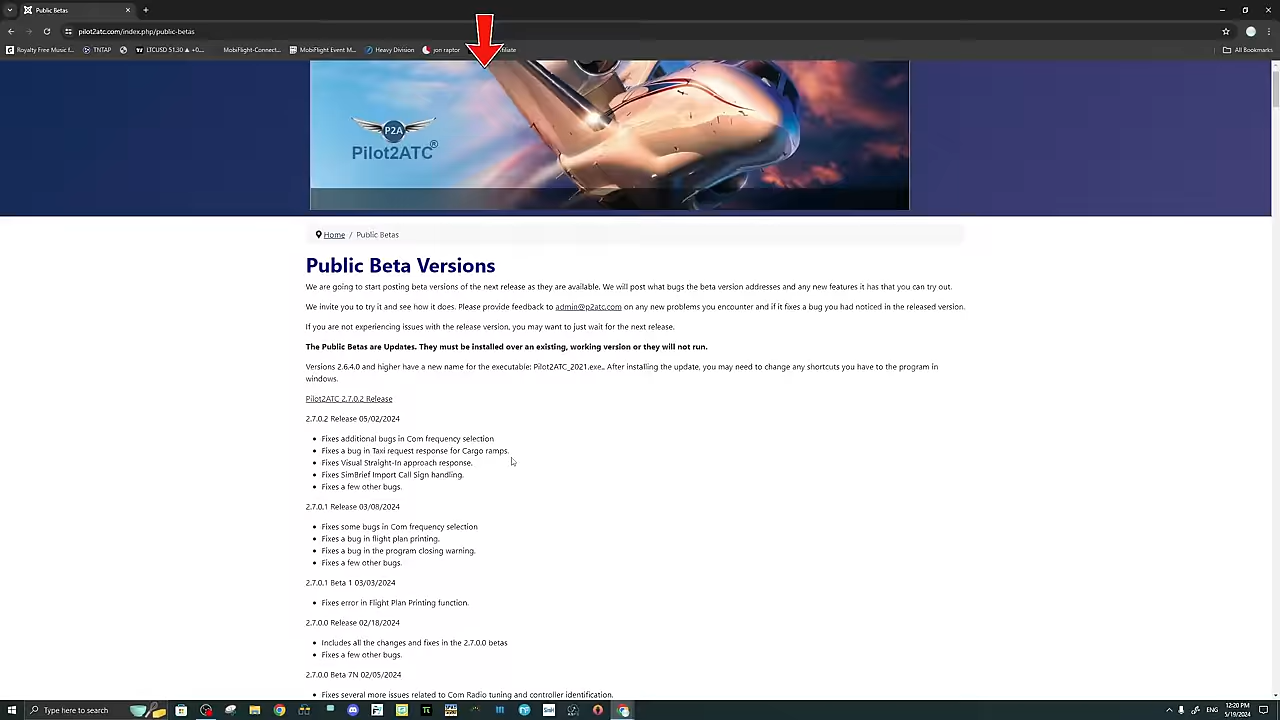 Public Betas
pilot2atc.com/index.php/public-betas
Royalty Free Music f... TNTAP LTCUSD 51.30 ▲ +0... MobiFlight-Connect... MobiFlight Event M... Heavy Division jon raptor ffiliate All Bookmarks
P2A
Pilot2ATC®
Home / Public Betas
Public Beta Versions
We are going to start posting beta versions of the next release as they are available. We will post what bugs the beta version addresses and any new features it has that you can try out.
We invite you to try it and see how it does. Please provide feedback to admin@p2atc.com on any new problems you encounter and if it fixes a bug you had noticed in the released version.
If you are not experiencing issues with the release version, you may want to just wait for the next release.
The Public Betas are Updates. They must be installed over an existing, working version or they will not run.
Versions 2.6.4.0 and higher have a new name for the executable: Pilot2ATC_2021.exe,. After installing the update, you may need to change any shortcuts you have to the program in
windows.
Pilot2ATC 2.7.0.2 Release
2.7.0.2 Release 05/02/2024
• Fixes additional bugs in Com frequency selection
• Fixes a bug in Taxi request response for Cargo ramps.
• Fixes Visual Straight-In approach response.
• Fixes SimBrief Import Call Sign handling.
• Fixes a few other bugs.
2.7.0.1 Release 03/08/2024
• Fixes some bugs in Com frequency selection
• Fixes a bug in flight plan printing.
• Fixes a bug in the program closing warning.
• Fixes a few other bugs.
2.7.0.1 Beta 1 03/03/2024
• Fixes error in Flight Plan Printing function.
2.7.0.0 Release 02/18/2024
• Includes all the changes and fixes in the 2.7.0.0 betas
• Fixes a few other bugs.
2.7.0.0 Beta 7N 02/05/2024
• Fixes several more issues related to Com Radio tuning and controller identification.
Type here to search
ENG
12:20 PM
5/19/2024